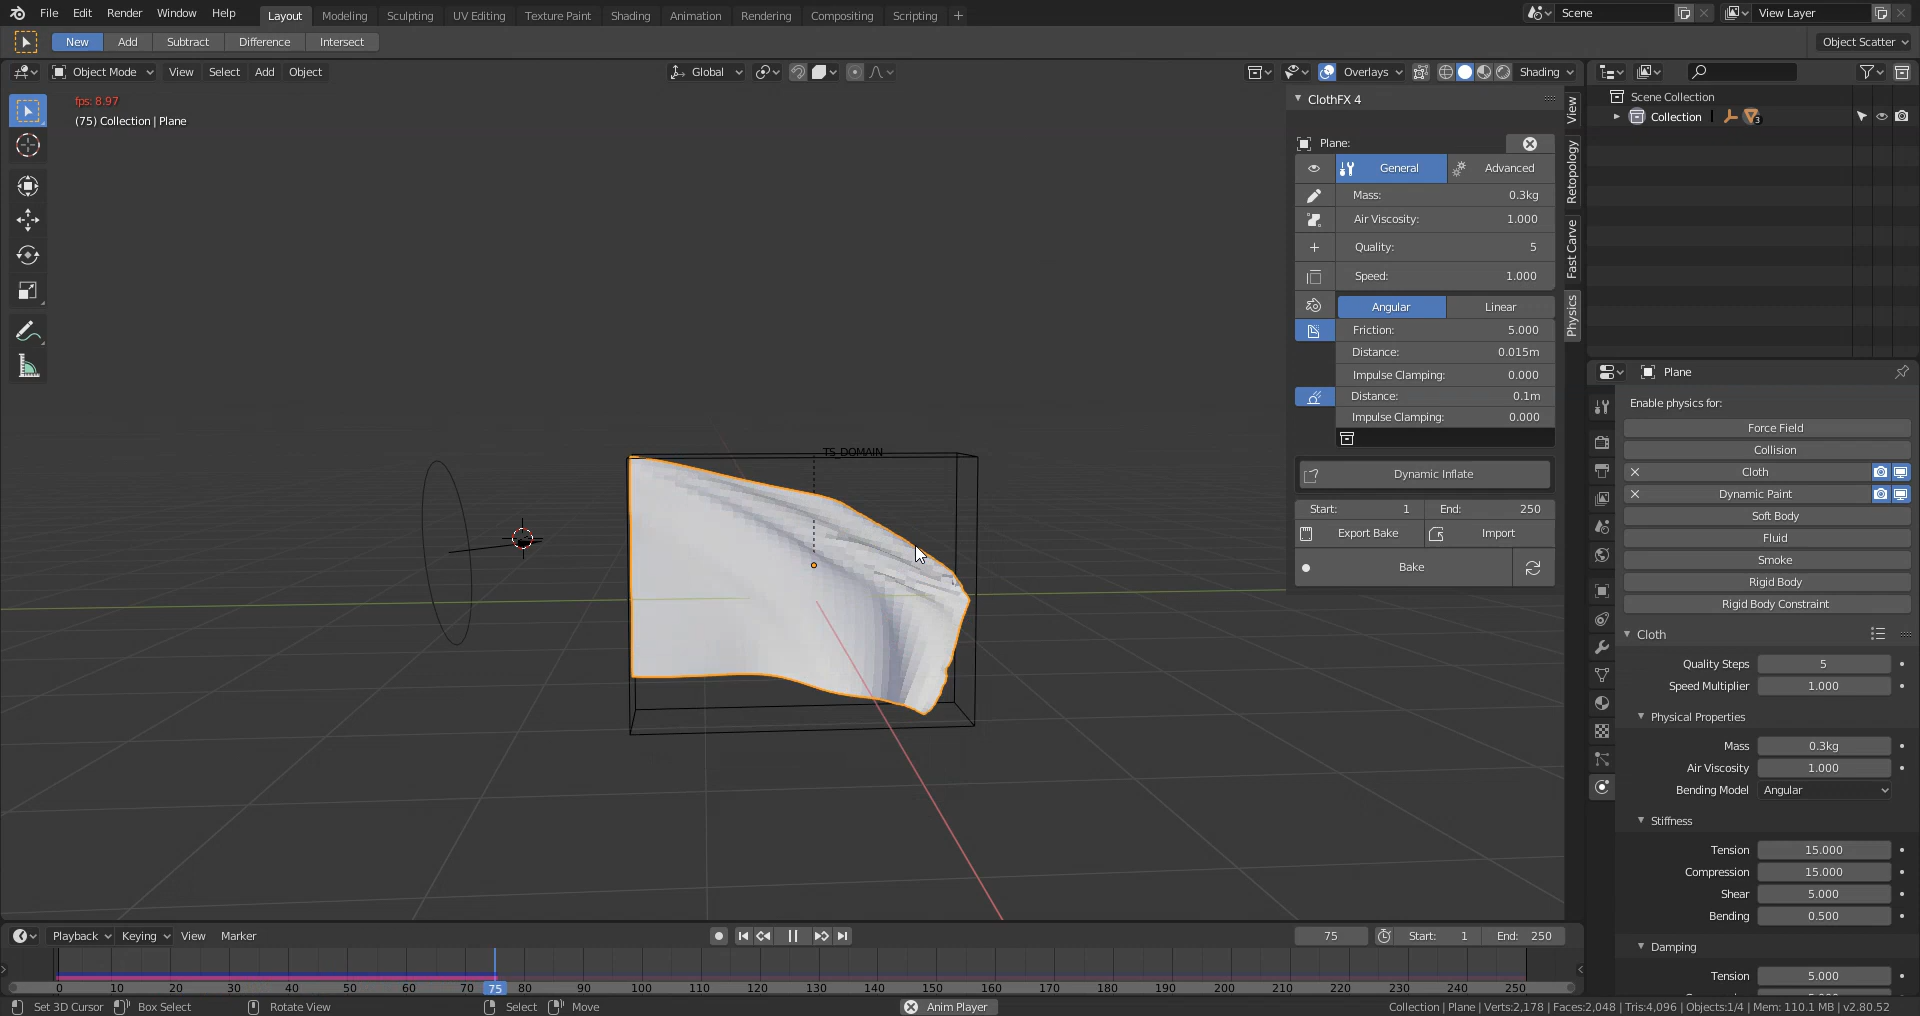 File Edit Render Window Help Layout Modeling Sculpting UV Editing Texture Paint Shading Animation Rendering Compositing Scripting + Scene View Layer
New Add Subtract Difference Intersect Object Scatter
Object Mode View Select Add Object Global Overlays Shading
fps: 8.97
(75) Collection | Plane
TS_DOMAIN
ClothFX 4
Plane:
General Advanced
Mass: 0.3kg
Air Viscosity: 1.000
Quality: 5
Speed: 1.000
Angular Linear
Friction: 5.000
Distance: 0.015m
Impulse Clamping: 0.000
Distance: 0.1m
Impulse Clamping: 0.000
Dynamic Inflate
Start: 1 End: 250
Export Bake Import
Bake
View
Retopology
Fast Carve
Physics
Scene Collection
Collection 3
Plane
Enable physics for:
Force Field
Collision
Cloth
Dynamic Paint
Soft Body
Fluid
Smoke
Rigid Body
Rigid Body Constraint
Cloth
Quality Steps 5
Speed Multiplier 1.000
Physical Properties
Mass 0.3kg
Air Viscosity 1.000
Bending Model Angular
Stiffness
Tension 15.000
Compression 15.000
Shear 5.000
Bending 0.500
Damping
Tension 5.000
Playback Keying View Marker 75 Start: 1 End: 250
0 10 20 30 40 50 60 70 75 80 90 100 110 120 130 140 150 160 170 180 190 200 210 220 230 240 250
Set 3D Cursor Box Select Rotate View Select Move Anim Player Collection | Plane | Verts:2,178 | Faces:2,048 | Tris:4,096 | Objects:1/4 | Mem: 110.1 MB | v2.80.52